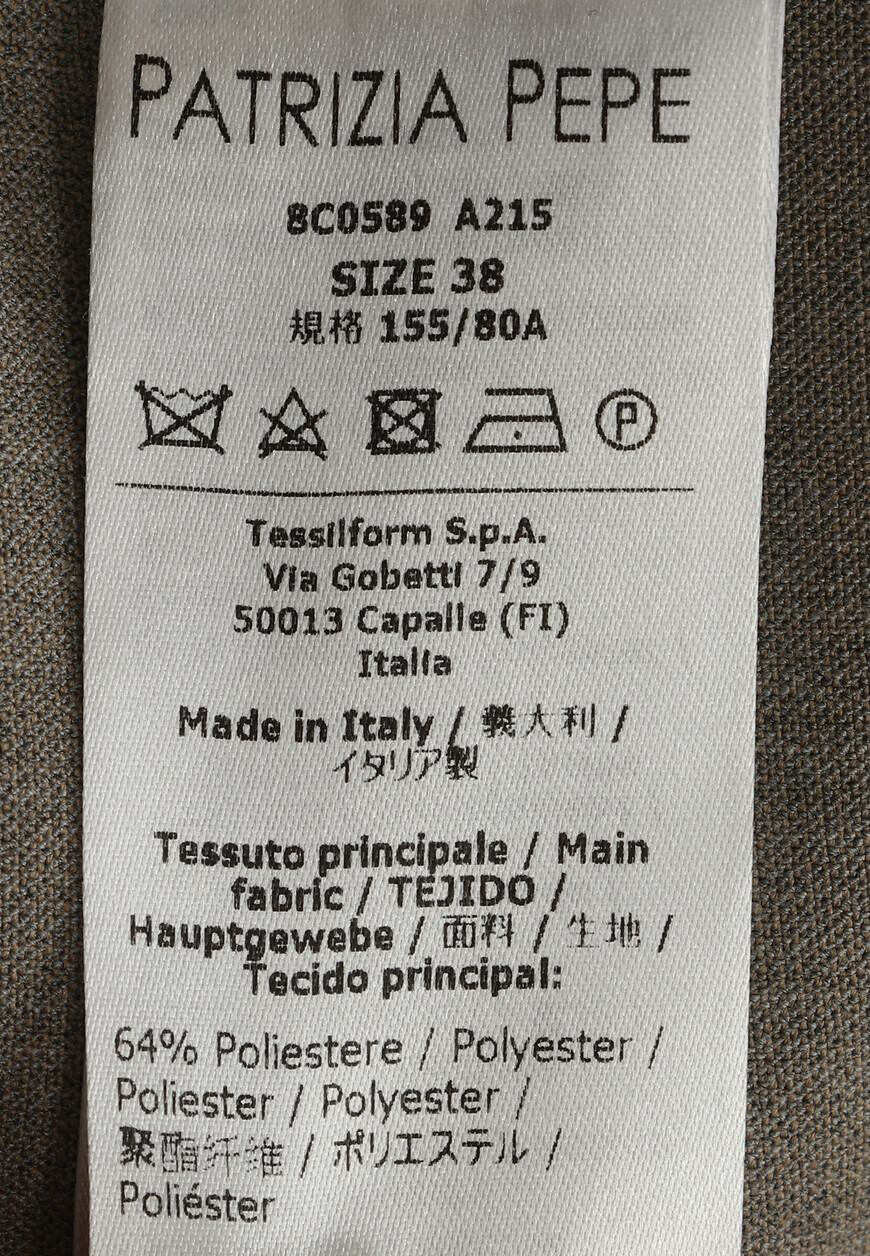 PATRIZIA PEPE
8C0589 A215
SIZE 38
規格 155/80A
P
Tessilform S.p.A.
Via Gobetti 7/9
50013 Capalle (FI)
Italia
Made in Italy / 義大利 /
イタリア製
Tessuto principale / Main
fabric / TEJIDO /
Hauptgewebe / 面料 / 生地 /
Tecido principal:
64% Poliestere / Polyester /
Poliester / Polyester /
聚酯纤维 / ポリエステル /
Poliéster